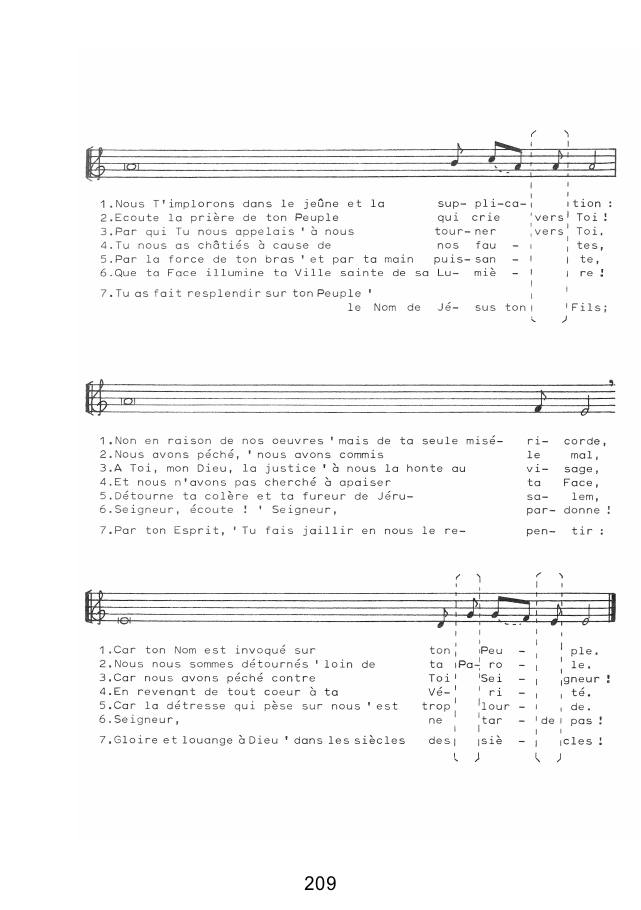 1.Nous T'implorons dans le jeûne et la sup- pli-ca- tion :
2.Ecoute la prière de ton Peuple qui crie vers Toi !
3.Par qui Tu nous appelais ' à nous tour- ner vers Toi.
4.Tu nous as châtiés à cause de nos fau - tes,
5.Par la force de ton bras ' et par ta main puis- san - te,
6.Que ta Face illumine ta Ville sainte de sa Lu- miè - re !
7.Tu as fait resplendir sur ton Peuple '
le Nom de Jé- sus ton Fils;
1.Non en raison de nos oeuvres ' mais de ta seule misé- ri- corde,
2.Nous avons péché, ' nous avons commis le mal,
3.A Toi, mon Dieu, la justice ' à nous la honte au vi- sage,
4.Et nous n'avons pas cherché à apaiser ta Face,
5.Détourne ta colère et ta fureur de Jéru- sa- lem,
6.Seigneur, écoute ! ' Seigneur, par- donne !
7.Par ton Esprit, ' Tu fais jaillir en nous le re- pen- tir :
1.Car ton Nom est invoqué sur ton Peu - ple.
2.Nous nous sommes détournés ' loin de ta Pa- ro - le.
3.Car nous avons péché contre Toi Sei - gneur !
4.En revenant de tout coeur à ta Vé- ri - té.
5.Car la détresse qui pèse sur nous ' est trop lour - de.
6.Seigneur, ne tar - de pas !
7.Gloire et louange à Dieu ' dans les siècles des siè - cles !
209